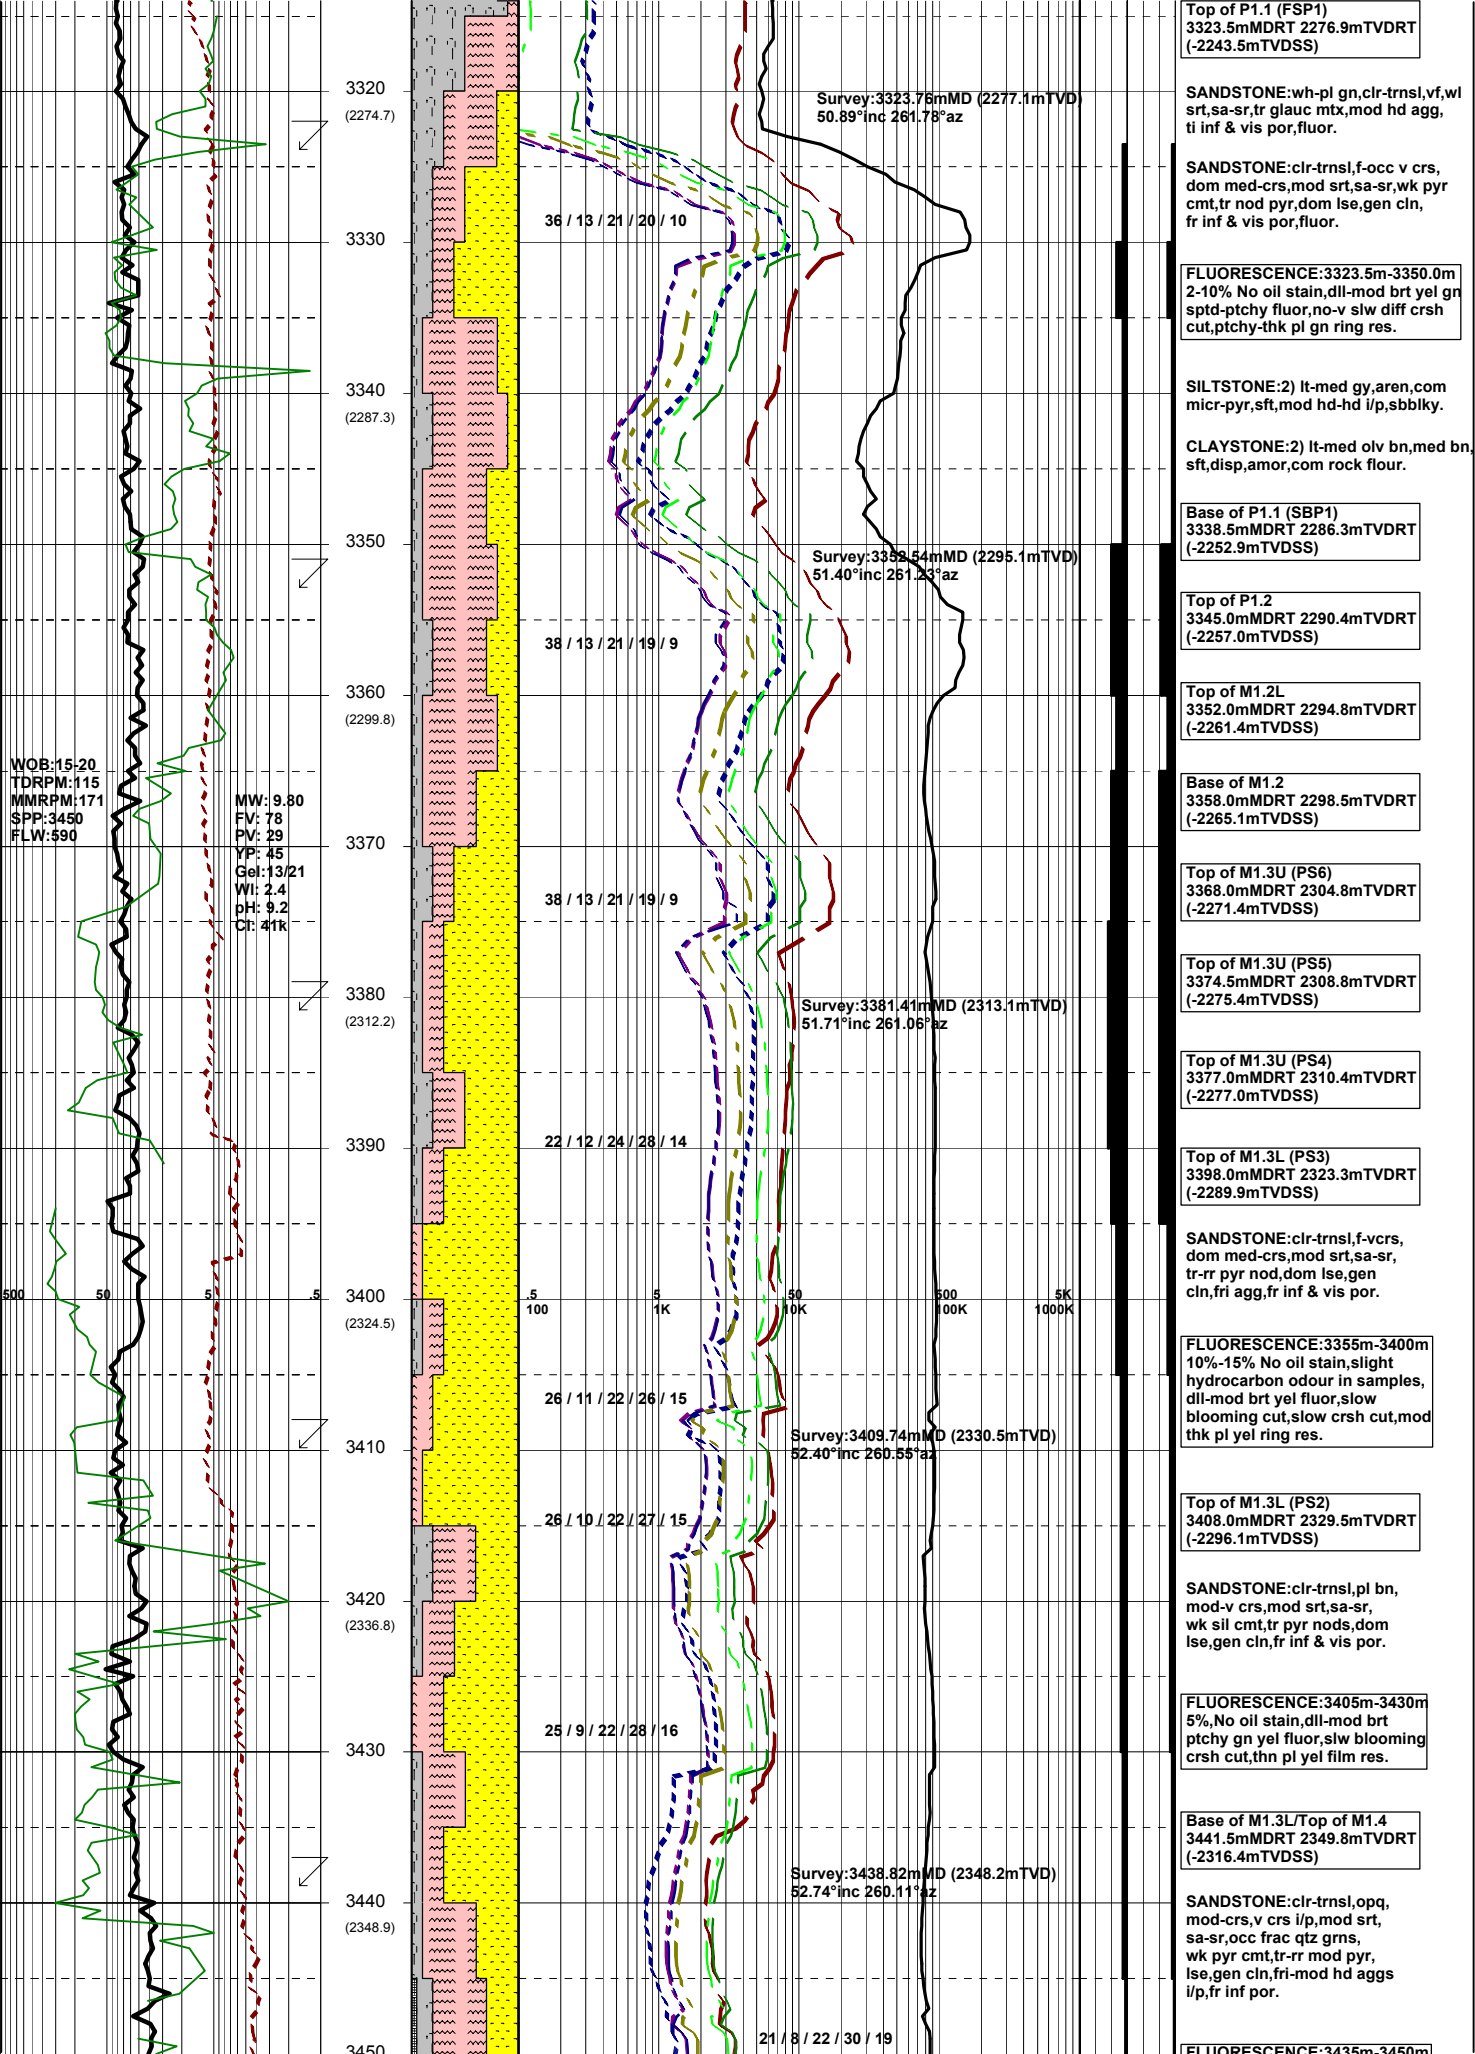 Top of P1.1 (FSP1)
3323.5mMDRT 2276.9mTVDRT
(-2243.5mTVDSS)
SANDSTONE:wh-pl gn,clr-trnsl,vf,wl
srt,sa-sr,tr glauc mtx,mod hd agg,
ti inf & vis por,fluor.
SANDSTONE:clr-trnsl,f-occ v crs,
dom med-crs,mod srt,sa-sr,wk pyr
cmt,tr nod pyr,dom lse,gen cln,
fr inf & vis por,fluor.
FLUORESCENCE:3323.5m-3350.0m
2-10% No oil stain,dll-mod brt yel gn
sptd-ptchy fluor,no-v slw diff crsh
cut,ptchy-thk pl gn ring res.
SILTSTONE:2) lt-med gy,aren,com
micr-pyr,sft,mod hd-hd i/p,sbblky.
CLAYSTONE:2) lt-med olv bn,med bn,
sft,disp,amor,com rock flour.
Base of P1.1 (SBP1)
3338.5mMDRT 2286.3mTVDRT
(-2252.9mTVDSS)
Top of P1.2
3345.0mMDRT 2290.4mTVDRT
(-2257.0mTVDSS)
Top of M1.2L
3352.0mMDRT 2294.8mTVDRT
(-2261.4mTVDSS)
Base of M1.2
3358.0mMDRT 2298.5mTVDRT
(-2265.1mTVDSS)
Top of M1.3U (PS6)
3368.0mMDRT 2304.8mTVDRT
(-2271.4mTVDSS)
Top of M1.3U (PS5)
3374.5mMDRT 2308.8mTVDRT
(-2275.4mTVDSS)
Top of M1.3U (PS4)
3377.0mMDRT 2310.4mTVDRT
(-2277.0mTVDSS)
Top of M1.3L (PS3)
3398.0mMDRT 2323.3mTVDRT
(-2289.9mTVDSS)
SANDSTONE:clr-trnsl,f-vcrs,
dom med-crs,mod srt,sa-sr,
tr-rr pyr nod,dom lse,gen
cln,fri agg,fr inf & vis por.
FLUORESCENCE:3355m-3400m
10%-15% No oil stain,slight
hydrocarbon odour in samples,
dll-mod brt yel fluor,slow
blooming cut,slow crsh cut,mod
thk pl yel ring res.
Top of M1.3L (PS2)
3408.0mMDRT 2329.5mTVDRT
(-2296.1mTVDSS)
SANDSTONE:clr-trnsl,pl bn,
mod-v crs,mod srt,sa-sr,
wk sil cmt,tr pyr nods,dom
lse,gen cln,fr inf & vis por.
FLUORESCENCE:3405m-3430m
5%,No oil stain,dll-mod brt
ptchy gn yel fluor,slw blooming
crsh cut,thn pl yel film res.
Base of M1.3L/Top of M1.4
3441.5mMDRT 2349.8mTVDRT
(-2316.4mTVDSS)
SANDSTONE:clr-trnsl,opq,
mod-crs,v crs i/p,mod srt,
sa-sr,occ frac qtz grns,
wk pyr cmt,tr-rr mod pyr,
lse,gen cln,fri-mod hd aggs
i/p,fr inf por.
FLUORESCENCE:3435m-3450m
3320
(2274.7)
3330
3340
(2287.3)
3350
3360
(2299.8)
3370
3380
(2312.2)
3390
3400
(2324.5)
3410
3420
(2336.8)
3430
3440
(2348.9)
3450
WOB:15-20
TDRPM:115
MMRPM:171
SPP:3450
FLW:590
MW: 9.80
FV: 78
PV: 29
YP: 45
Gel:13/21
Wl: 2.4
pH: 9.2
Cl: 41k
500 50 5 .5
.5 5 50 500 5K
100 1K 10K 100K 1000K
Survey:3323.76mMD (2277.1mTVD)
50.89°inc 261.78°az
36 / 13 / 21 / 20 / 10
Survey:3352.54mMD (2295.1mTVD)
51.40°inc 261.23°az
38 / 13 / 21 / 19 / 9
38 / 13 / 21 / 19 / 9
Survey:3381.41mMD (2313.1mTVD)
51.71°inc 261.06°az
22 / 12 / 24 / 28 / 14
26 / 11 / 22 / 26 / 15
Survey:3409.74mMD (2330.5mTVD)
52.40°inc 260.55°az
26 / 10 / 22 / 27 / 15
25 / 9 / 22 / 28 / 16
Survey:3438.82mMD (2348.2mTVD)
52.74°inc 260.11°az
21 / 8 / 22 / 30 / 19